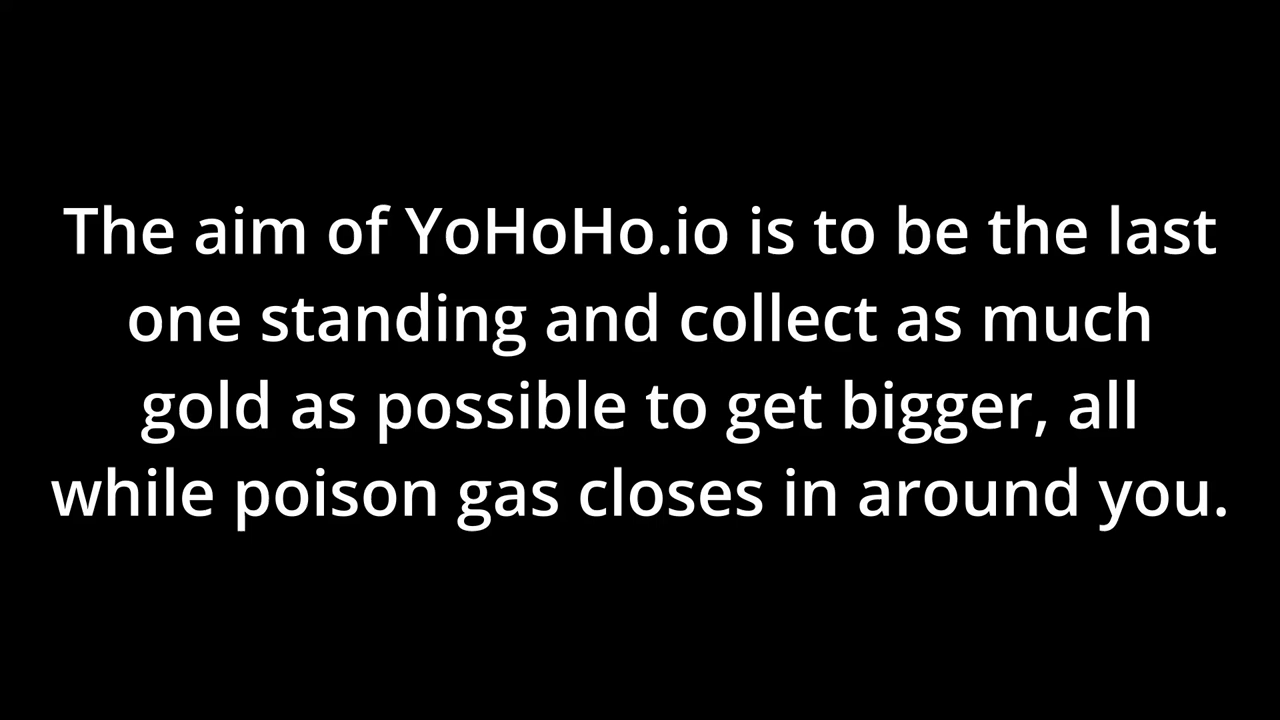 The aim of YoHoHo.io is to be the last
one standing and collect as much
gold as possible to get bigger, all
while poison gas closes in around you.